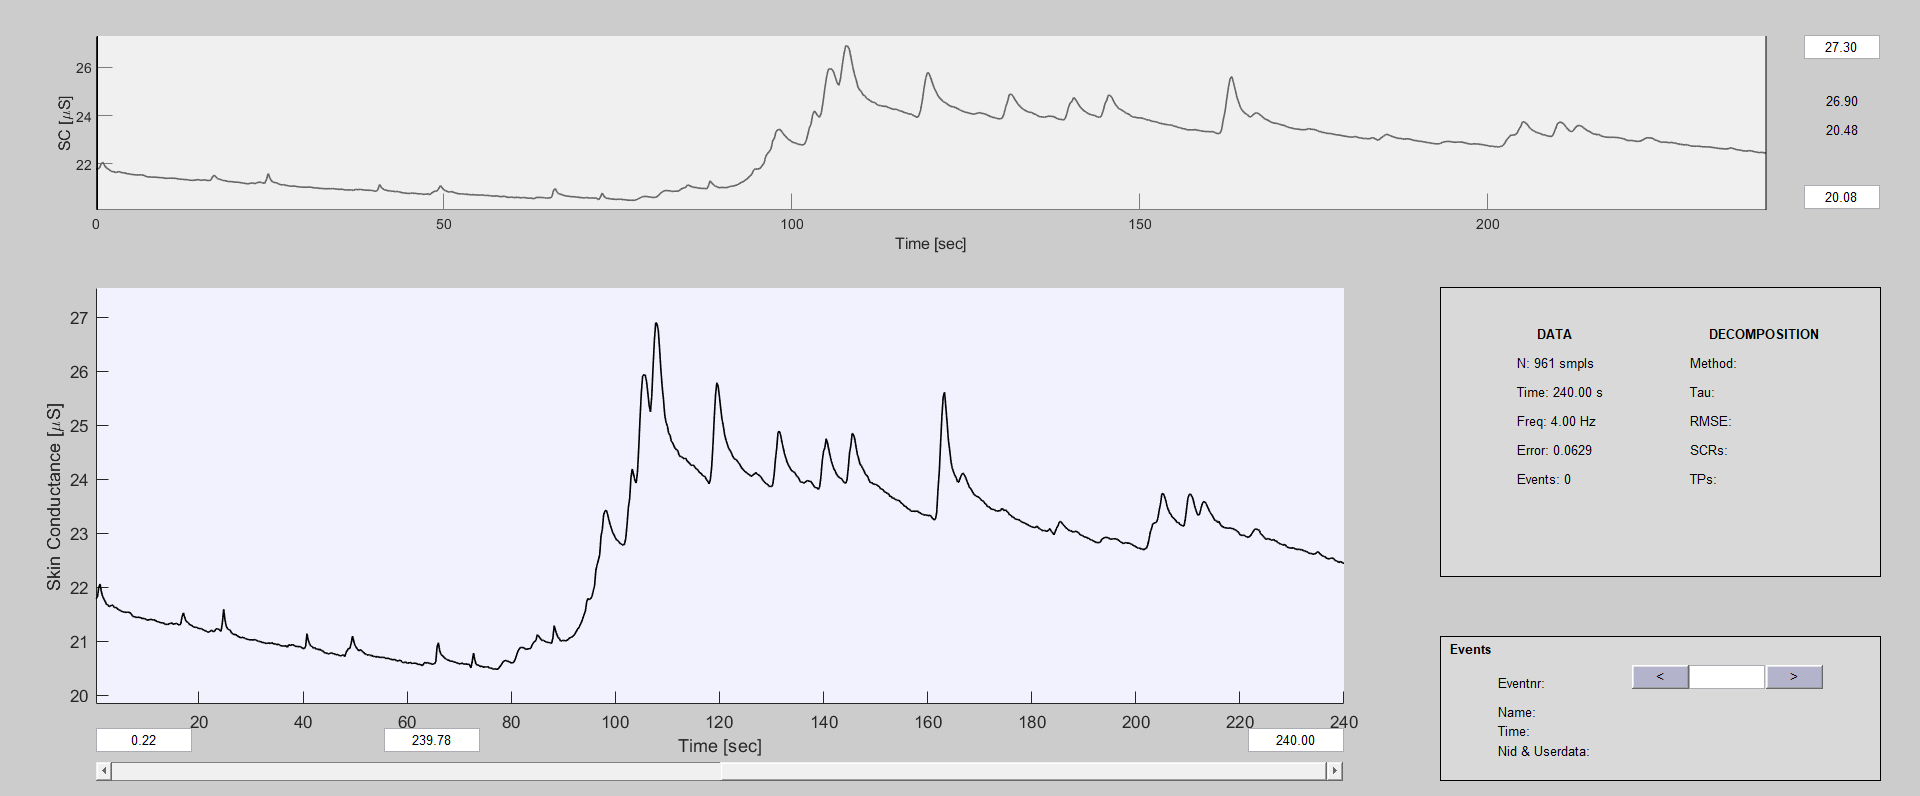 27.30
26
SC [μS]
24
26.90
20.48
22
20.08
0 50 100 150 200
Time [sec]
27
26
25
24
23
22
21
20
Skin Conductance [μS]
20 40 60 80 100 120 140 160 180 200 220 240
0.22 239.78 240.00
Time [sec]
DATA DECOMPOSITION
N: 961 smpls Method:
Time: 240.00 s Tau:
Freq: 4.00 Hz RMSE:
Error: 0.0629 SCRs:
Events: 0 TPs:
Events
Eventnr: < >
Name:
Time:
Nid & Userdata: